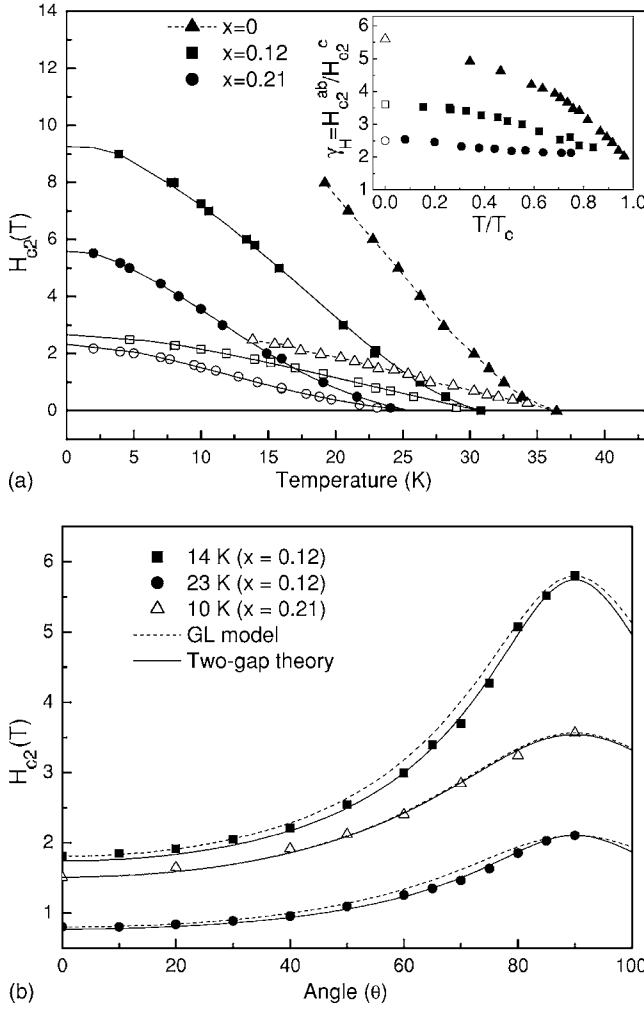 14
12
10
8
6
4
2
0
H_c2(T)
x=0
x=0.12
x=0.21
6
5
4
3
2
1
γ_H=H_c2^ab/H_c2^c
0.0 0.2 0.4 0.6 0.8 1.0
T/T_c
0 5 10 15 20 25 30 35 40
Temperature (K)
(a)
6
5
4
3
2
1
H_c2(T)
14 K (x = 0.12)
23 K (x = 0.12)
10 K (x = 0.21)
GL model
Two-gap theory
0 20 40 60 80 100
Angle (θ)
(b)